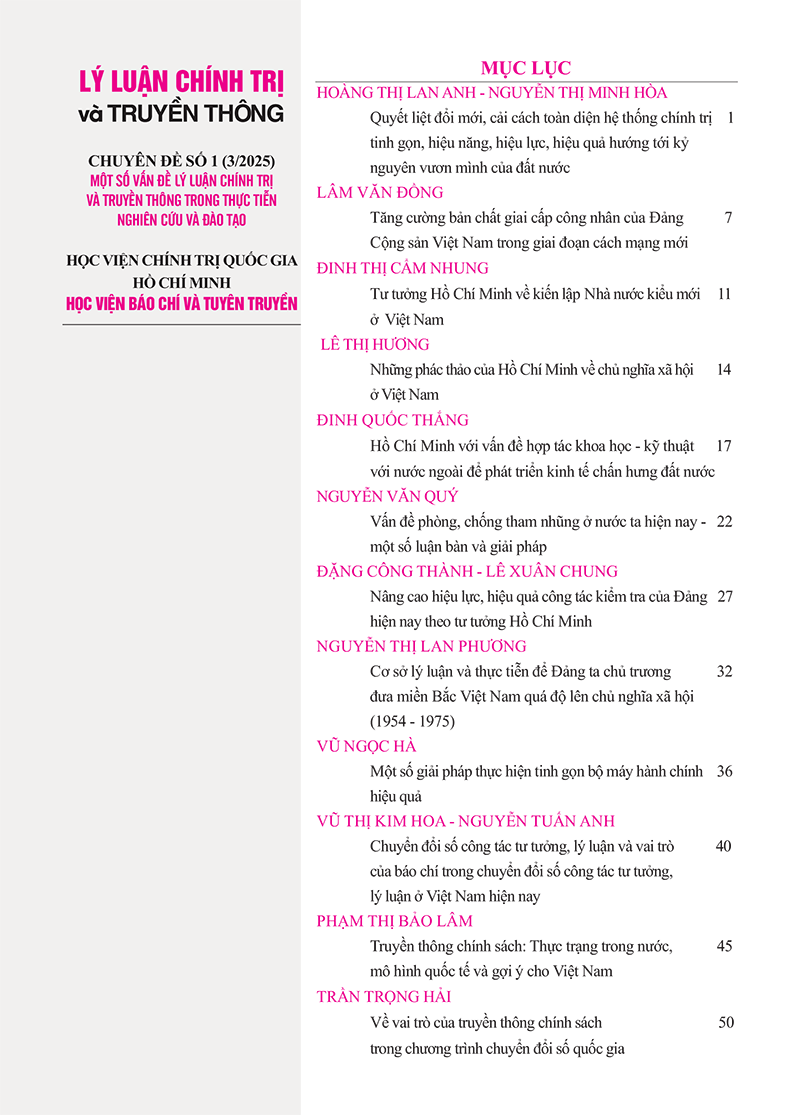 LÝ LUẬN CHÍNH TRỊ
và TRUYỀN THÔNG
CHUYÊN ĐỀ SỐ 1 (3/2025)
MỘT SỐ VẤN ĐỀ LÝ LUẬN CHÍNH TRỊ
VÀ TRUYỀN THÔNG TRONG THỰC TIỄN
NGHIÊN CỨU VÀ ĐÀO TẠO
HỌC VIỆN CHÍNH TRỊ QUỐC GIA
HỒ CHÍ MINH
HỌC VIỆN BÁO CHÍ VÀ TUYÊN TRUYỀN
MỤC LỤC
HOÀNG THỊ LAN ANH - NGUYỄN THỊ MINH HÒA
Quyết liệt đổi mới, cải cách toàn diện hệ thống chính trị 1
tinh gọn, hiệu năng, hiệu lực, hiệu quả hướng tới kỷ
nguyên vươn mình của đất nước
LÂM VĂN ĐỒNG
Tăng cường bản chất giai cấp công nhân của Đảng 7
Cộng sản Việt Nam trong giai đoạn cách mạng mới
ĐINH THỊ CẨM NHUNG
Tư tưởng Hồ Chí Minh về kiến lập Nhà nước kiểu mới 11
ở Việt Nam
LÊ THỊ HƯƠNG
Những phác thảo của Hồ Chí Minh về chủ nghĩa xã hội 14
ở Việt Nam
ĐINH QUỐC THẮNG
Hồ Chí Minh với vấn đề hợp tác khoa học - kỹ thuật 17
với nước ngoài để phát triển kinh tế chấn hưng đất nước
NGUYỄN VĂN QUÝ
Vấn đề phòng, chống tham nhũng ở nước ta hiện nay - 22
một số luận bàn và giải pháp
ĐẶNG CÔNG THÀNH - LÊ XUÂN CHUNG
Nâng cao hiệu lực, hiệu quả công tác kiểm tra của Đảng 27
hiện nay theo tư tưởng Hồ Chí Minh
NGUYỄN THỊ LAN PHƯƠNG
Cơ sở lý luận và thực tiễn để Đảng ta chủ trương 32
đưa miền Bắc Việt Nam quá độ lên chủ nghĩa xã hội
(1954 - 1975)
VŨ NGỌC HÀ
Một số giải pháp thực hiện tinh gọn bộ máy hành chính 36
hiệu quả
VŨ THỊ KIM HOA - NGUYỄN TUẤN ANH
Chuyển đổi số công tác tư tưởng, lý luận và vai trò 40
của báo chí trong chuyển đổi số công tác tư tưởng,
lý luận ở Việt Nam hiện nay
PHẠM THỊ BẢO LÂM
Truyền thông chính sách: Thực trạng trong nước, 45
mô hình quốc tế và gợi ý cho Việt Nam
TRẦN TRỌNG HẢI
Về vai trò của truyền thông chính sách 50
trong chương trình chuyển đổi số quốc gia